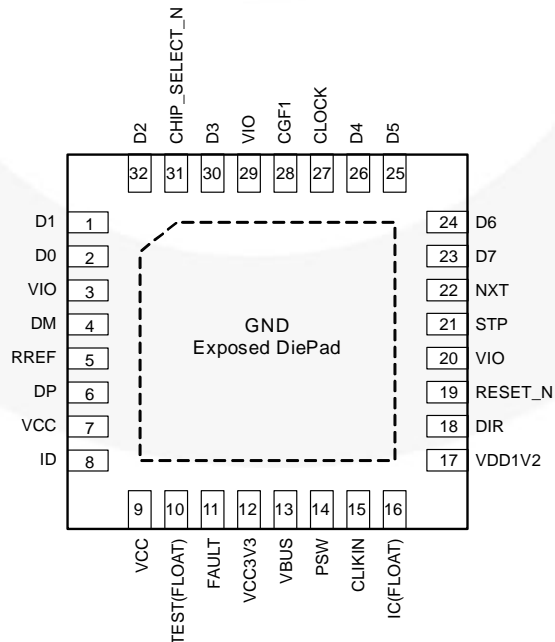 D2
CHIP_SELECT_N
D3
VIO
CGF1
CLOCK
D4
D5
32
31
30
29
28
27
26
25
D1 1
D0 2
VIO 3
DM 4
RREF 5
DP 6
VCC 7
ID 8
GND
Exposed DiePad
24 D6
23 D7
22 NXT
21 STP
20 VIO
19 RESET_N
18 DIR
17 VDD1V2
9
10
11
12
13
14
15
16
VCC
TEST(FLOAT)
FAULT
VCC3V3
VBUS
PSW
CLIKIN
IC(FLOAT)